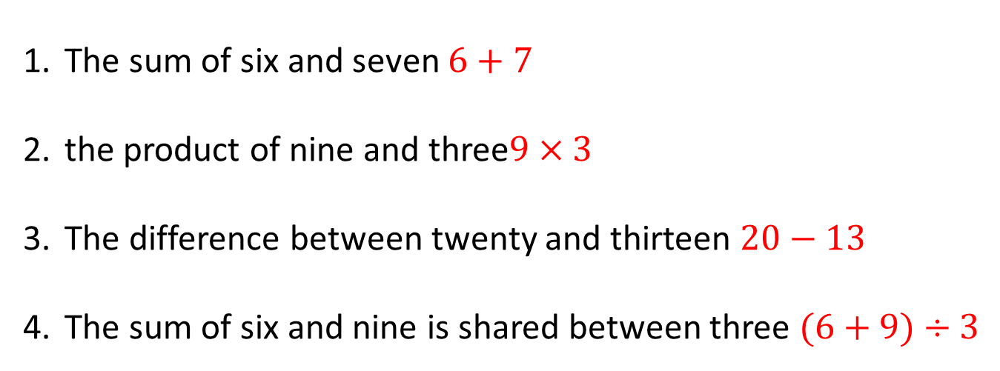 1. The sum of six and seven 6 + 7
2. the product of nine and three9 × 3
3. The difference between twenty and thirteen 20 − 13
4. The sum of six and nine is shared between three (6 + 9) ÷ 3